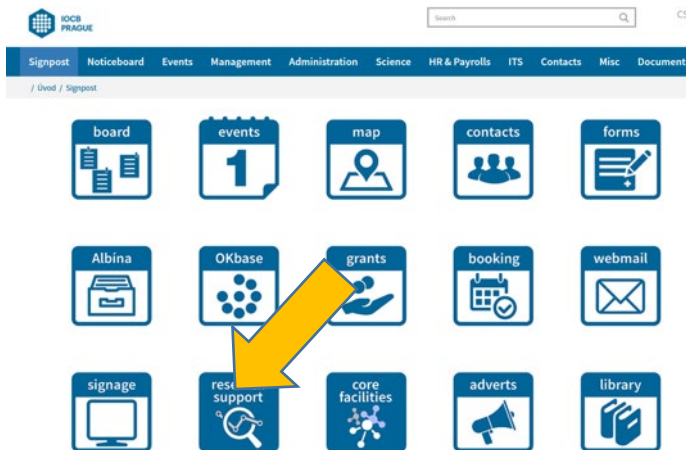 IOCB
PRAGUE
Search
CS
Signpost Noticeboard Events Management Administration Science HR & Payrolls ITS Contacts Misc Document
/ Úvod / Signpost
board events map contacts forms
1
Albína OKbase grants booking webmail
signage support core facilities adverts library